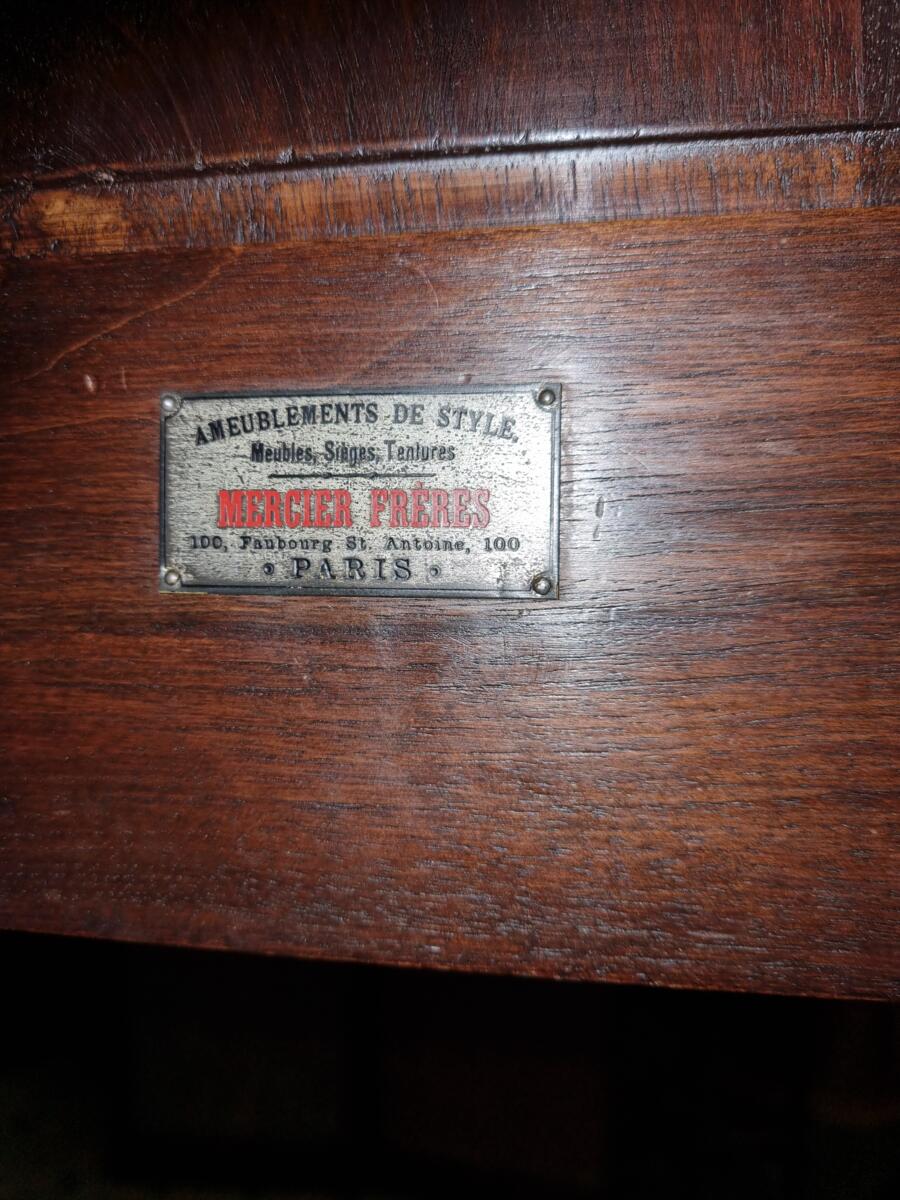 AMEUBLEMENTS DE STYLE.
Meubles, Sièges, Tentures
MERCIER FRÈRES
100, Faubourg St. Antoine, 100
PARIS